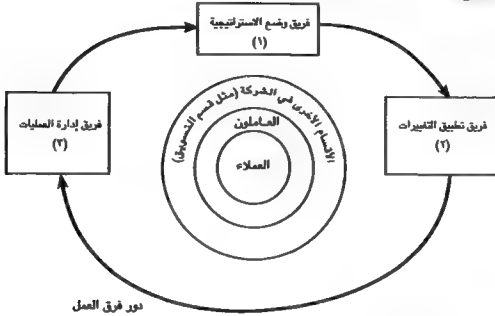 فريق وضع الاستراتيجية
(١)
فريق تطبيق التغييرات
(٢)
فريق إدارة العمليات
(٣)
الأقسام الأخرى في الشركة (مثل قسم التسويق)
العاملون
العملاء
دور فرق العمل